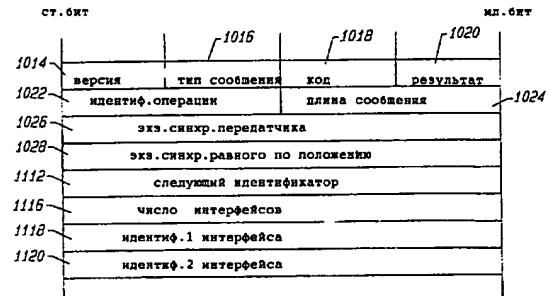 ст.бит мл.бит
1016 1018 1020
1014 версия тип сообщения код результат
1022 идентиф.операции длина сообщения 1024
1026 экз.синхр.передатчика
1028 экз.синхр.равного по положению
1112 следующий идентификатор
1116 число интерфейсов
1118 идентиф.1 интерфейса
1120 идентиф.2 интерфейса